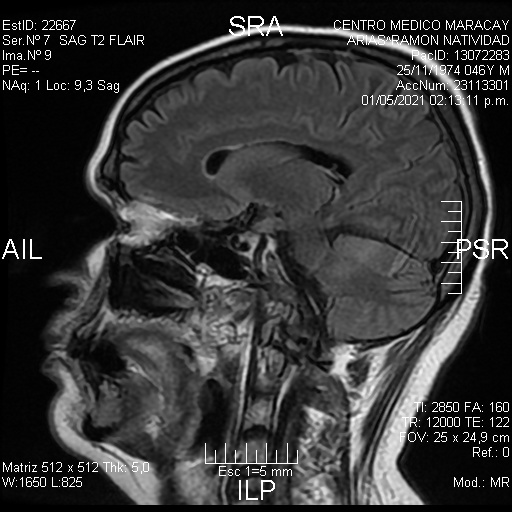 EstID: 22667
Ser.Nº 7 SAG T2 FLAIR
Ima.Nº 9
PE= --
NAq: 1 Loc: 9,3 Sag
SRA
CENTRO MEDICO MARACAY
ARIAS^RAMON NATIVIDAD
PacID: 13072283
25/11/1974 046Y M
AccNum: 23113301
01/05/2021 02:13:11 p.m.
AIL
PSR
TI: 2850 FA: 160
TR: 12000 TE: 122
FOV: 25 x 24,9 cm
Ref.: 0
Matriz 512 x 512 Thk: 5,0
Esc 1=5 mm
W:1650 L:825
ILP
Mod.: MR